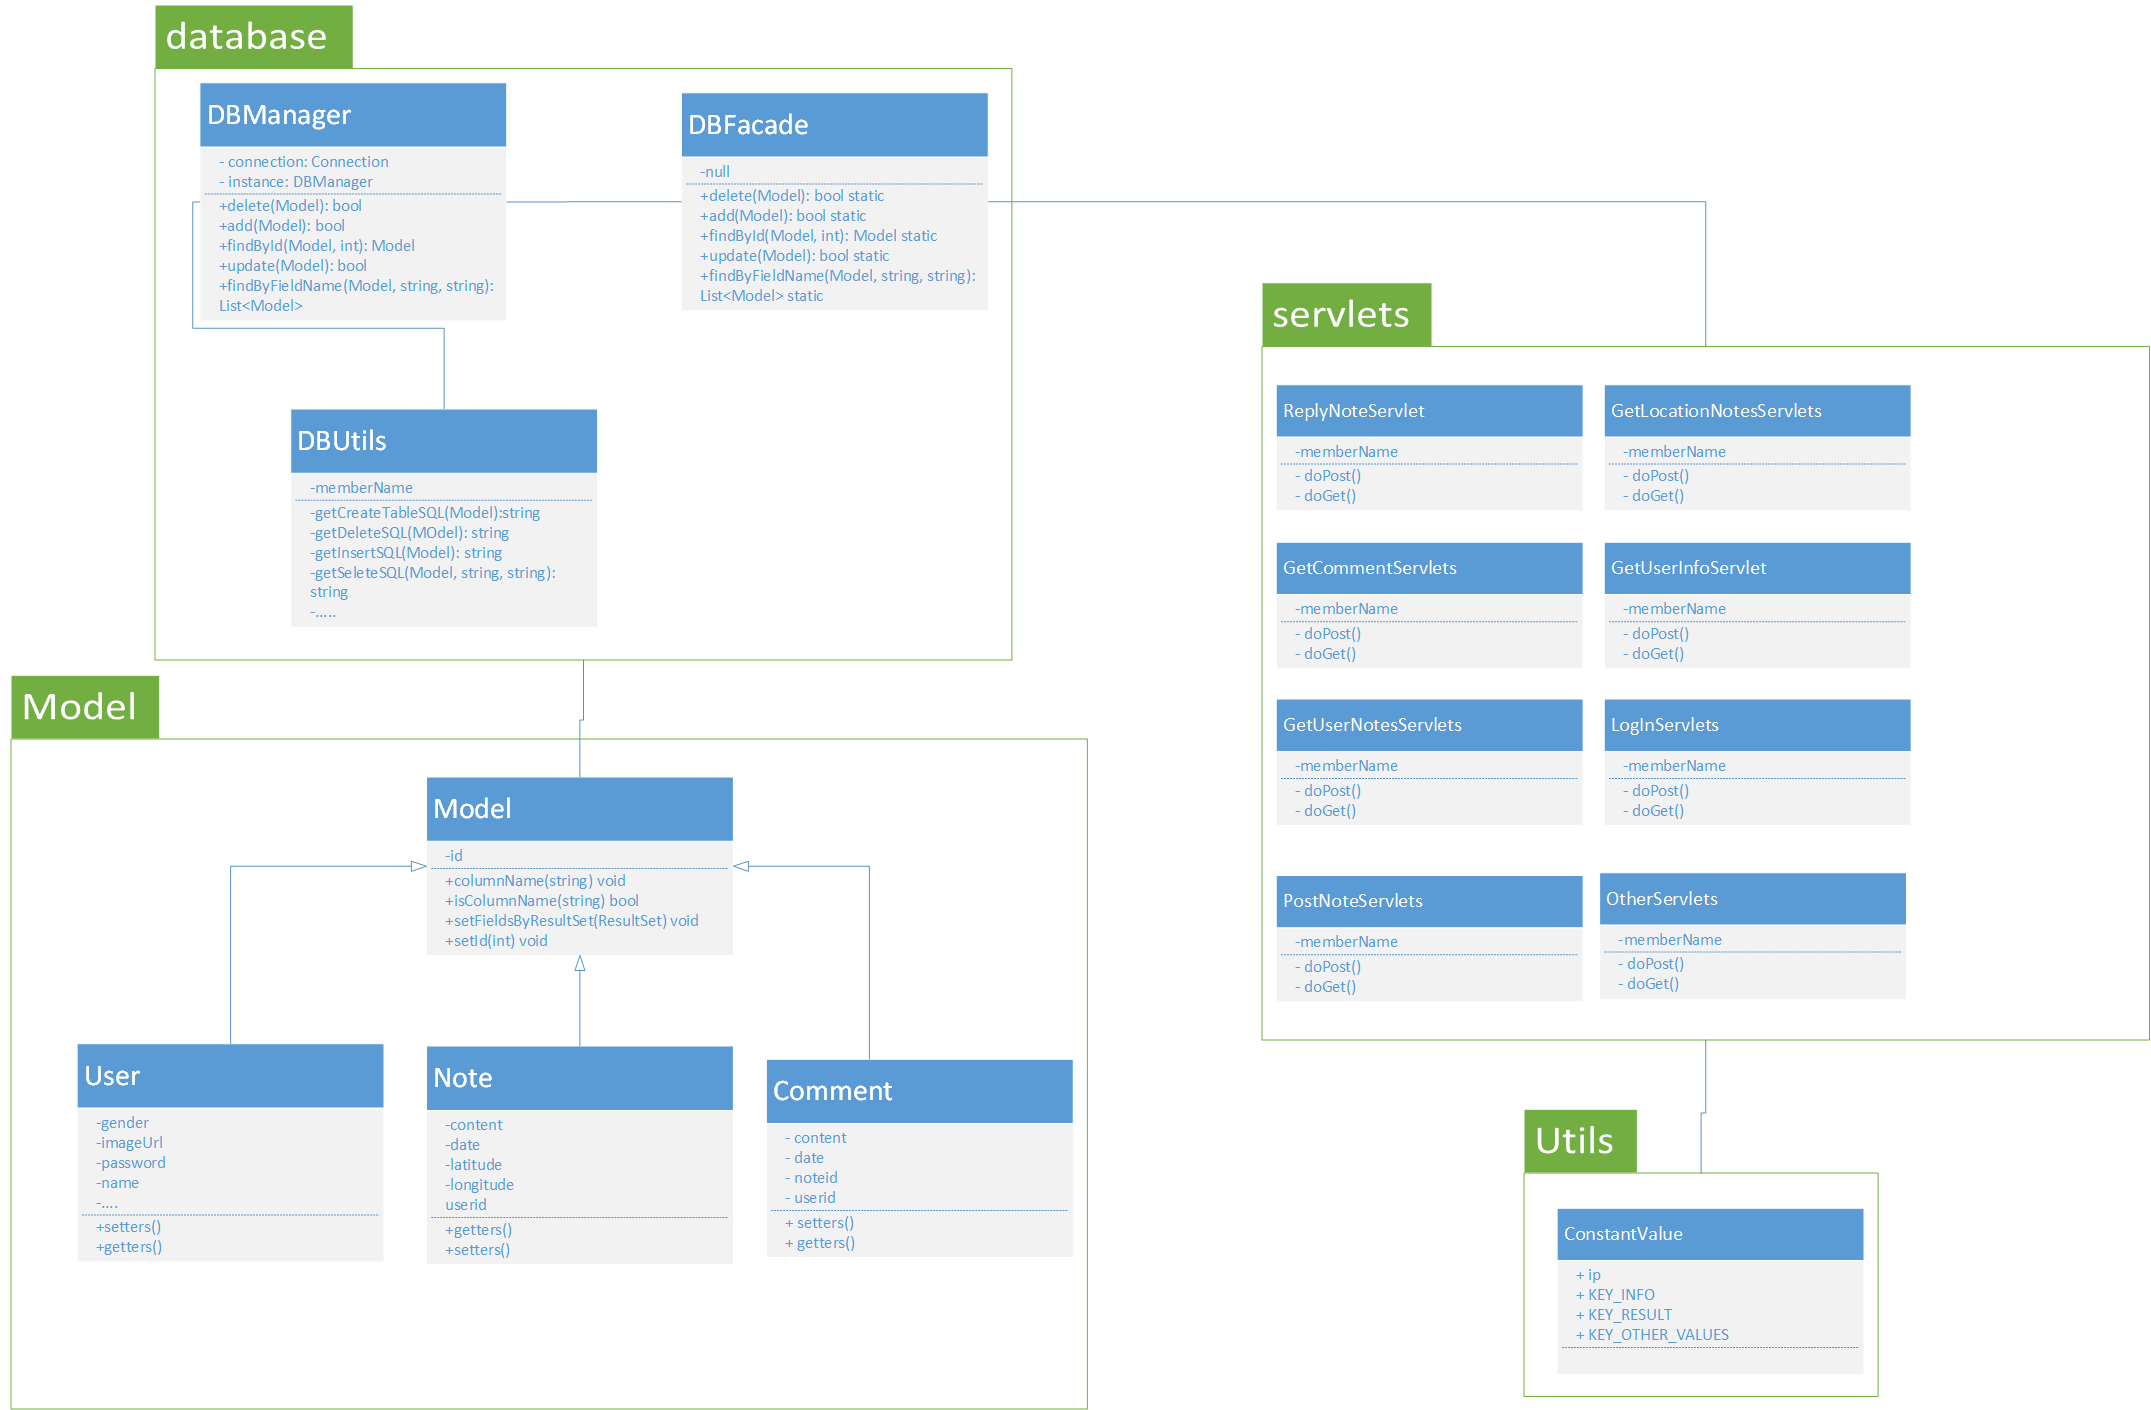 database
DBManager
- connection: Connection
- instance: DBManager
+delete(Model): bool
+add(Model): bool
+findById(Model, int): Model
+update(Model): bool
+findByFieldName(Model, string, string):
List<Model>
DBFacade
-null
+delete(Model): bool static
+add(Model): bool static
+findById(Model, int): Model static
+update(Model): bool static
+findByFieldName(Model, string, string):
List<Model> static
DBUtils
-memberName
-getCreateTableSQL(Model):string
-getDeleteSQL(MOdel): string
-getInsertSQL(Model): string
-getSeleteSQL(Model, string, string):
string
-.....
servlets
ReplyNoteServlet
-memberName
- doPost()
- doGet()
GetLocationNotesServlets
-memberName
- doPost()
- doGet()
GetCommentServlets
-memberName
- doPost()
- doGet()
GetUserInfoServlet
-memberName
- doPost()
- doGet()
GetUserNotesServlets
-memberName
- doPost()
- doGet()
LogInServlets
-memberName
- doPost()
- doGet()
PostNoteServlets
-memberName
- doPost()
- doGet()
OtherServlets
-memberName
- doPost()
- doGet()
Model
Model
-id
+columnName(string) void
+isColumnName(string) bool
+setFieldsByResultSet(ResultSet) void
+setId(int) void
User
-gender
-imageUrl
-password
-name
-....
+setters()
+getters()
Note
-content
-date
-latitude
-longitude
userid
+getters()
+setters()
Comment
- content
- date
- noteid
- userid
+ setters()
+ getters()
Utils
ConstantValue
+ ip
+ KEY_INFO
+ KEY_RESULT
+ KEY_OTHER_VALUES